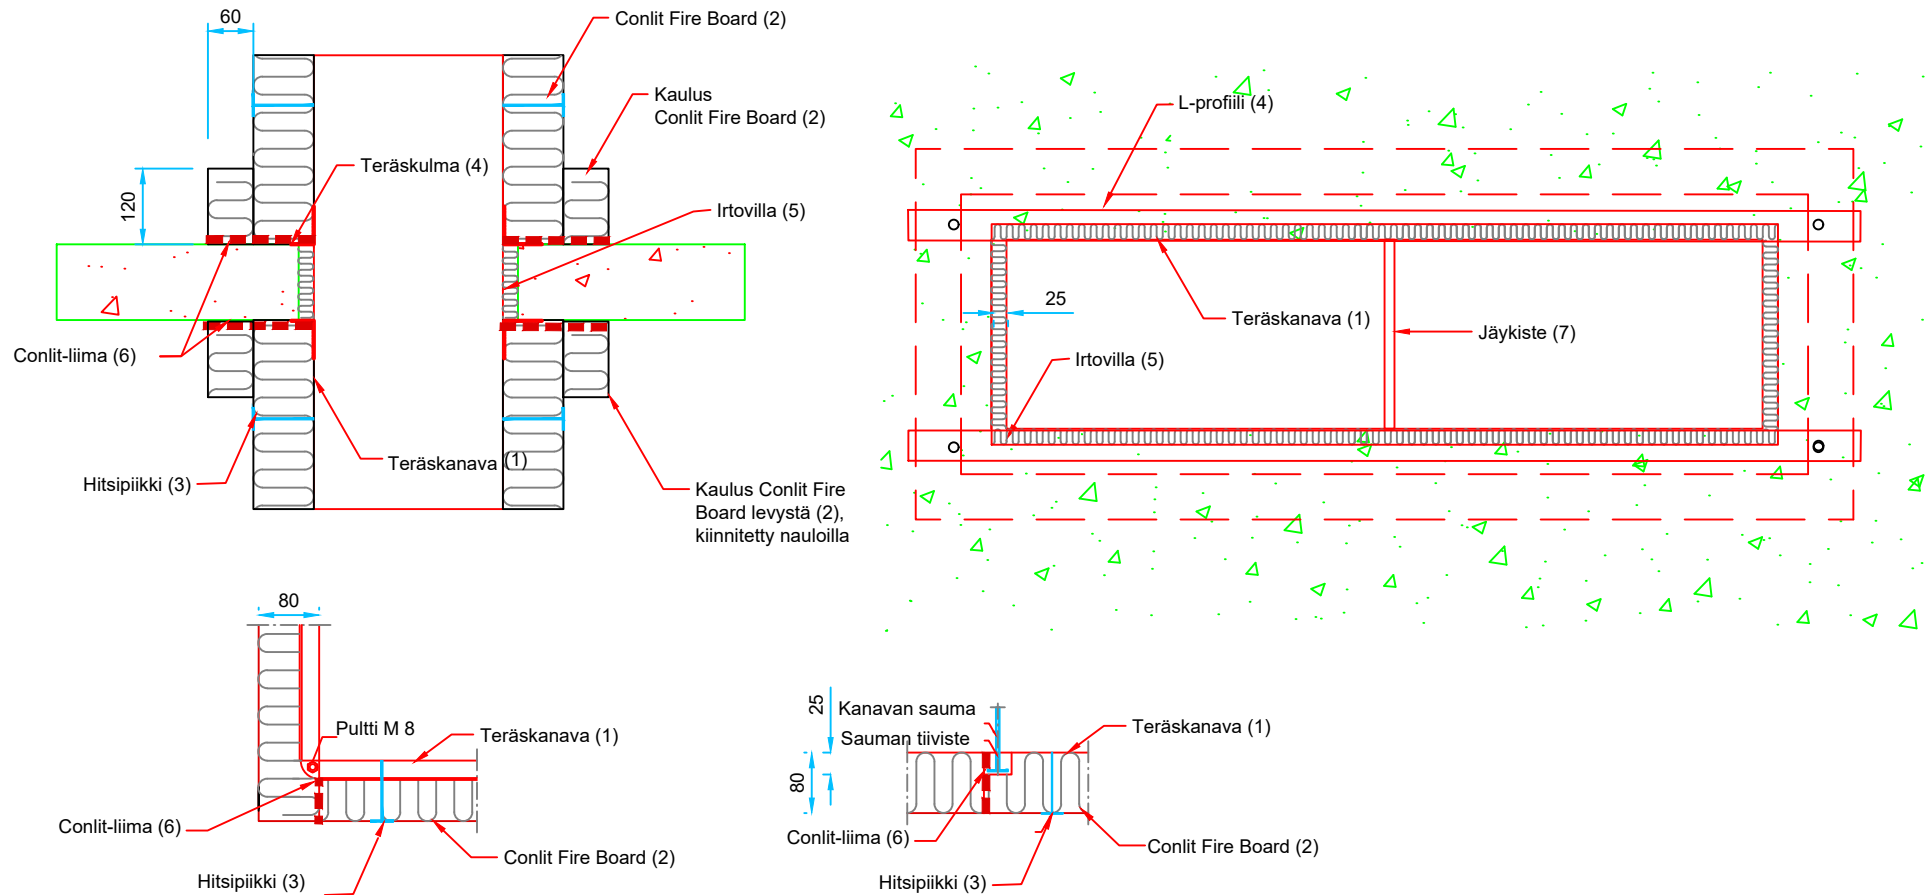 60
Conlit Fire Board (2)
Kaulus
Conlit Fire Board (2)
Teräskulma (4)
120
Irtovilla (5)
Conlit-liima (6)
Teräskanava (1)
Hitsipiikki (3)
Kaulus Conlit Fire
Board levystä (2),
kiinnitetty nauloilla
L-profiili (4)
25
Teräskanava (1)
Jäykiste (7)
Irtovilla (5)
80
Pultti M 8
Teräskanava (1)
Conlit-liima (6)
Conlit Fire Board (2)
Hitsipiikki (3)
25
Kanavan sauma
Sauman tiiviste
Teräskanava (1)
80
Conlit-liima (6)
Conlit Fire Board (2)
Hitsipiikki (3)